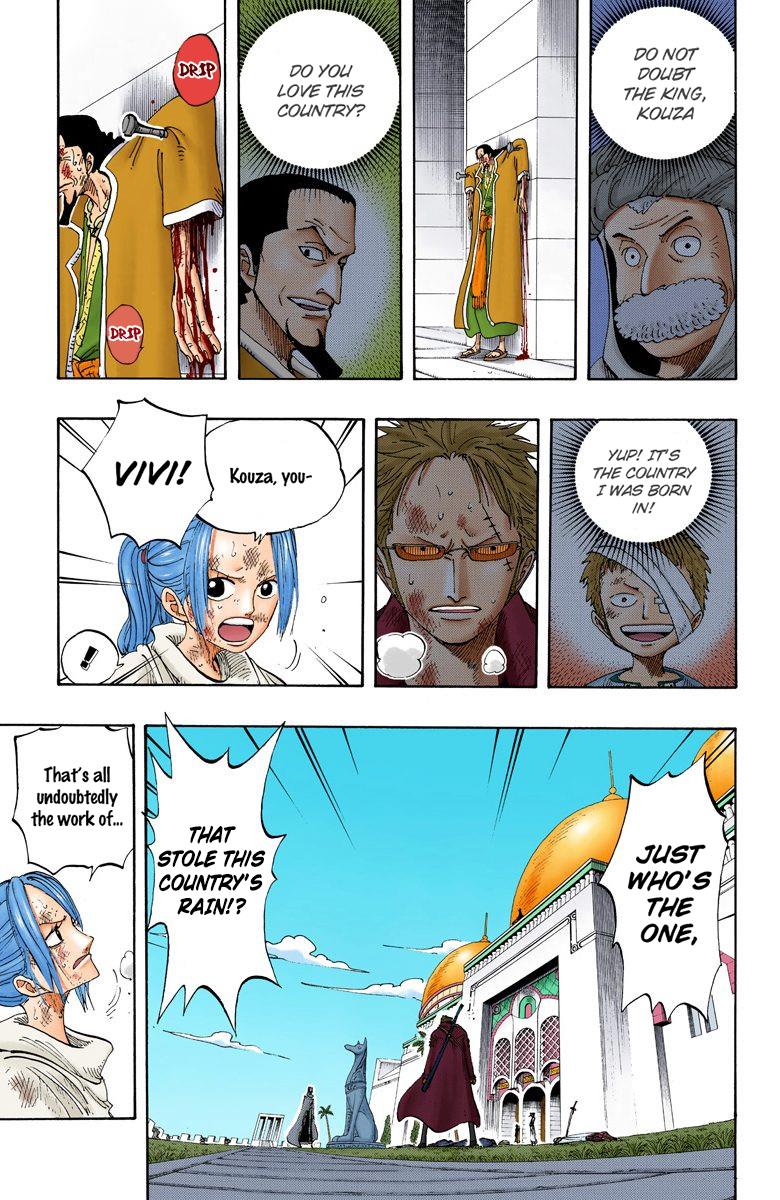 DO NOT
DOUBT
THE KING,
KOUZA
DO YOU
LOVE THIS
COUNTRY?
DRIP
DRIP
YUP! IT'S
THE COUNTRY
I WAS BORN
IN!
Kouza, you-
VIVI!
!
JUST
WHO'S
THE
ONE,
THAT
STOLE THIS
COUNTRY'S
RAIN!?
That's all
undoubtedly
the work of...